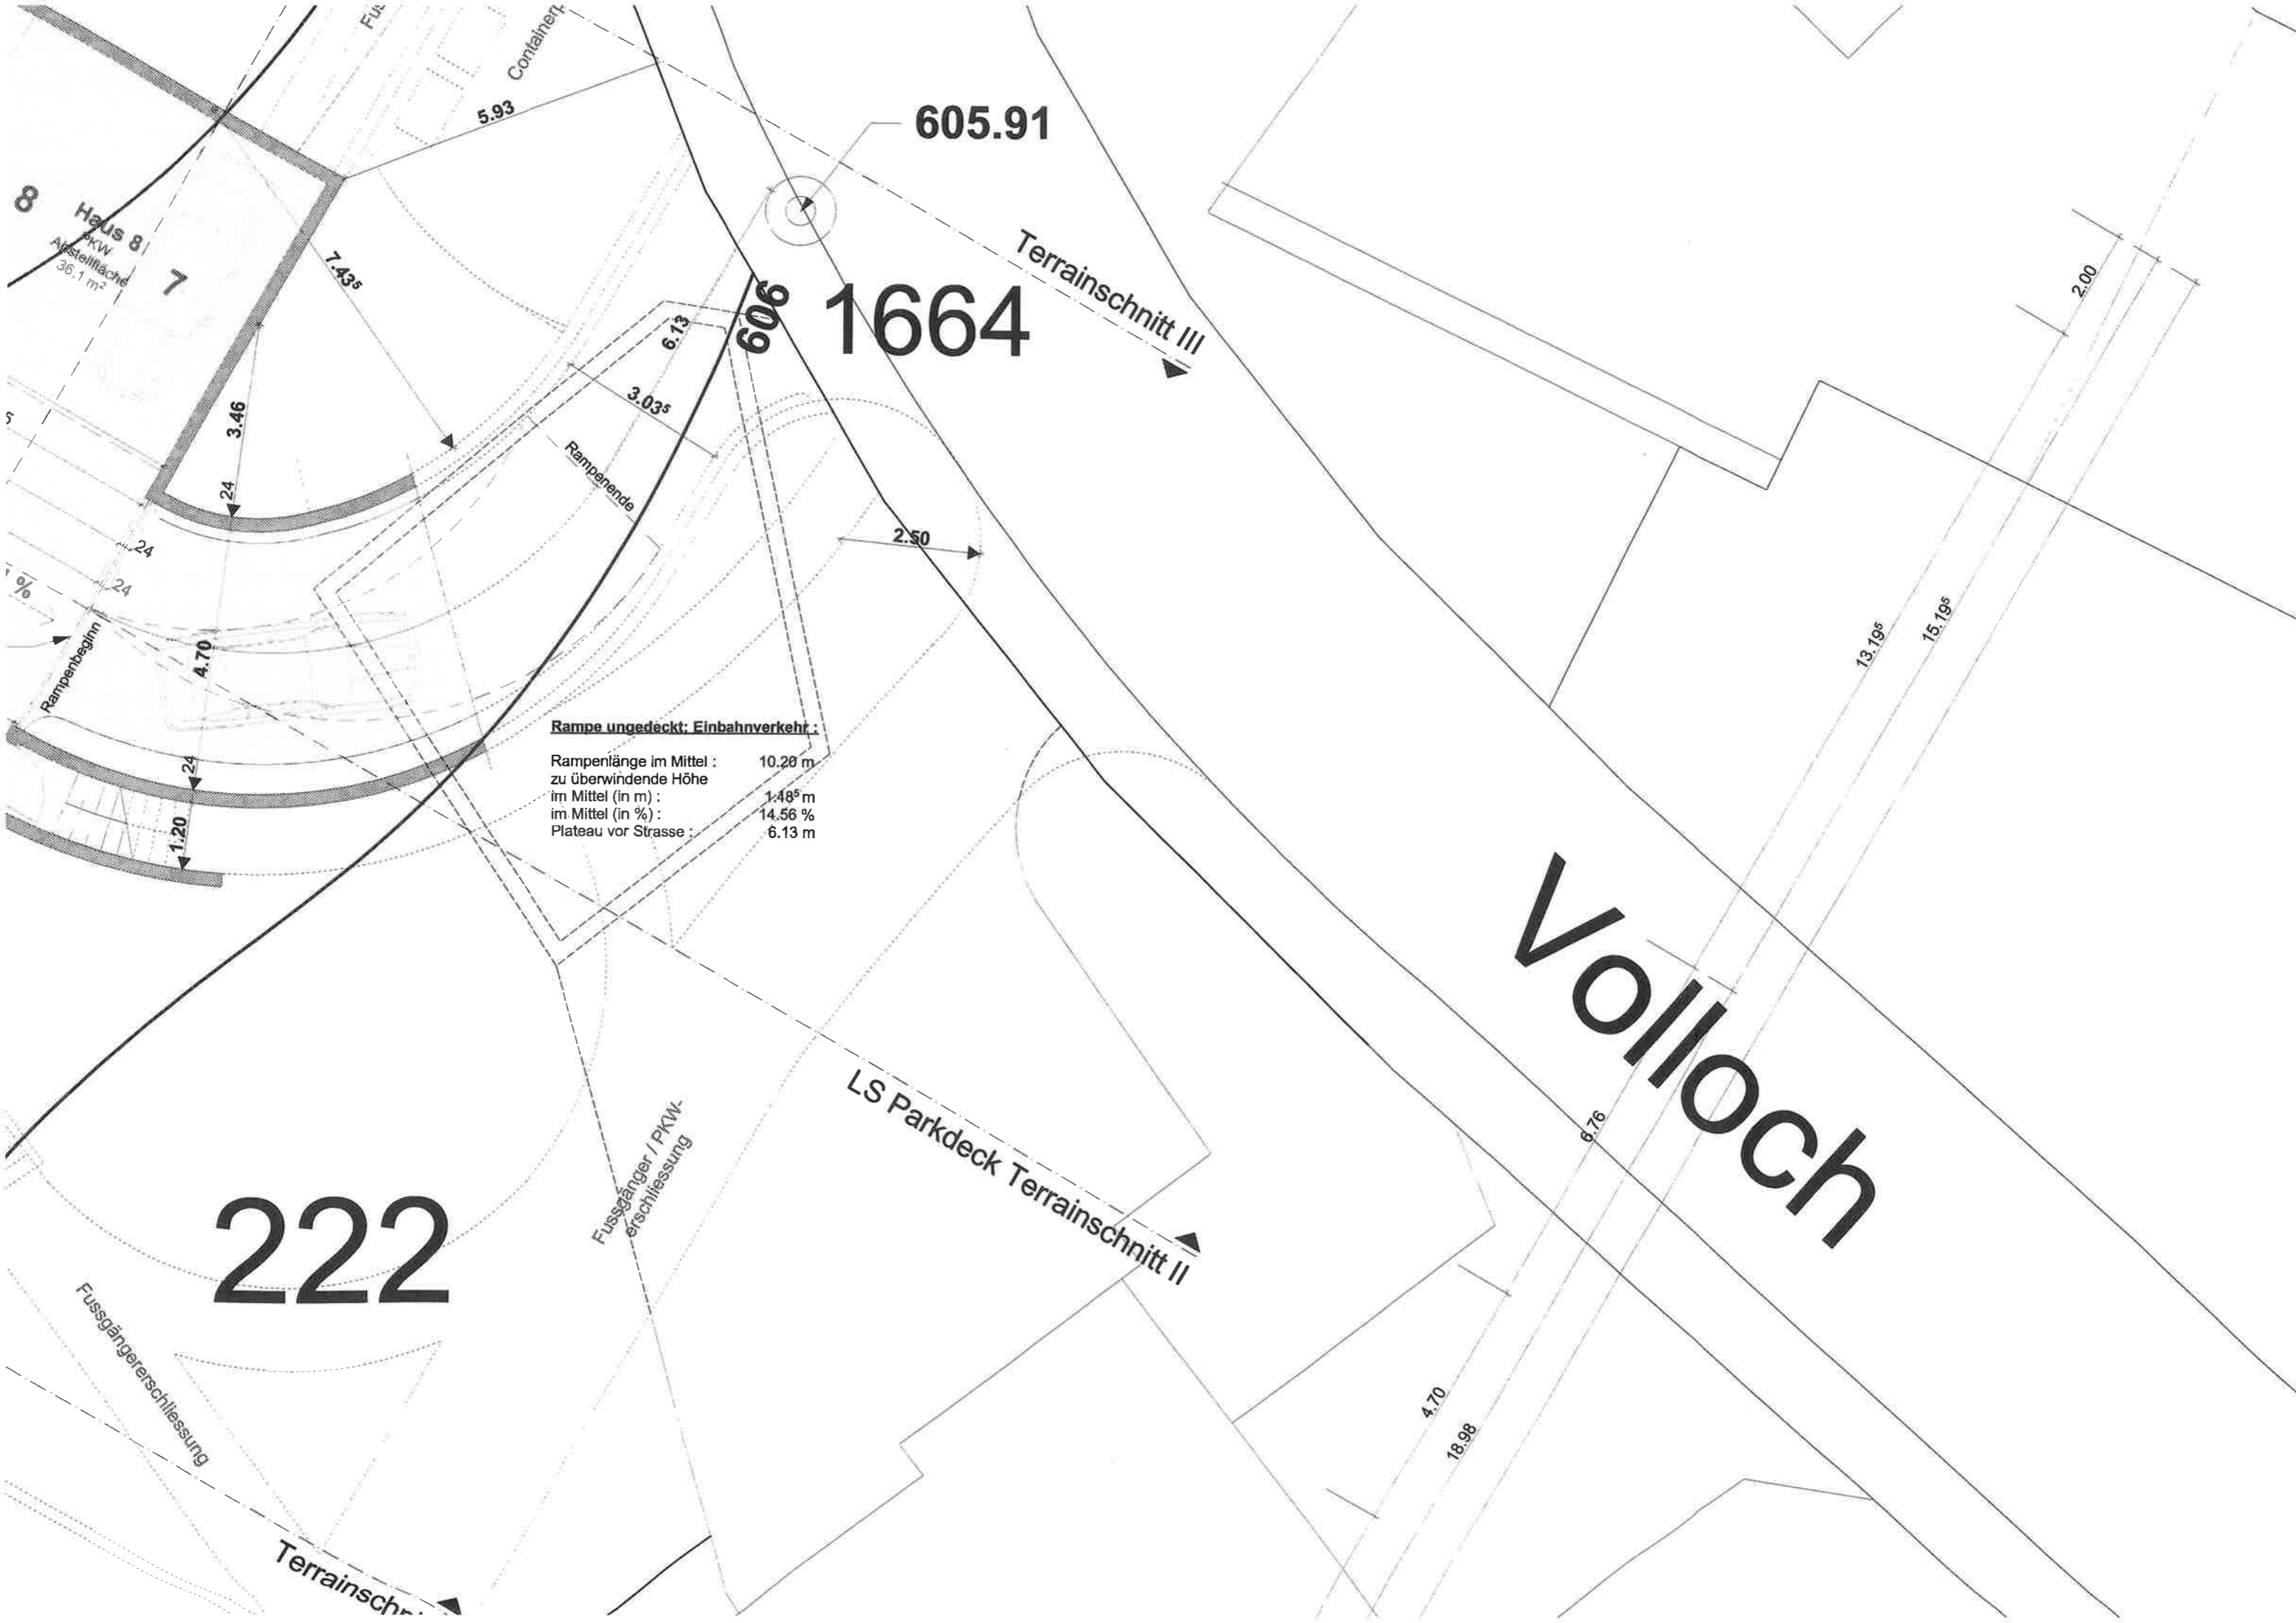 5.93
605.91
8
Haus 8
PKW
Abstellfläche
36.1 m²
7
7.43⁵
Terrainschnitt III
2.00
606
1664
6.13
3.03⁵
3.46
Rampenende
24
2.50
24
24
%
Rampenbeginn
4.70
13.19⁵
15.19⁵
24
1.20
Rampe ungedeckt: Einbahnverkehr :
Rampenlänge im Mittel : 10.20 m
zu überwindende Höhe
im Mittel (in m) : 1.48⁵ m
im Mittel (in %) : 14.56 %
Plateau vor Strasse : 6.13 m
Volloch
LS Parkdeck Terrainschnitt II
6.76
Fussgänger / PKW-
erschliessung
222
Fussgängererschliessung
4.70
18.98